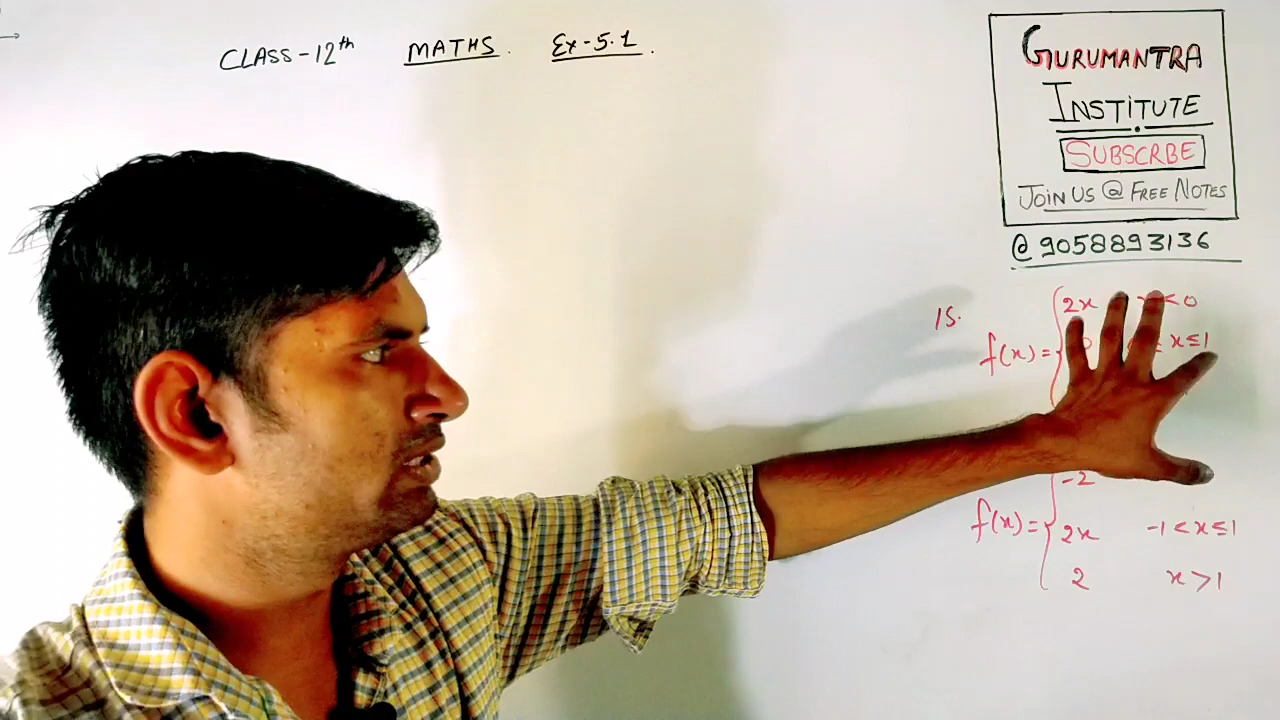 CLASS-12th MATHS. Ex-5.1.
GURUMANTRA
INSTITUTE
SUBSCRBE
JOIN US @ FREE NOTES
@9058893136
15.
2x < 0
f(x) = x ≤ 1
-2
f(x) = 2x -1 < x ≤ 1
2 x > 1